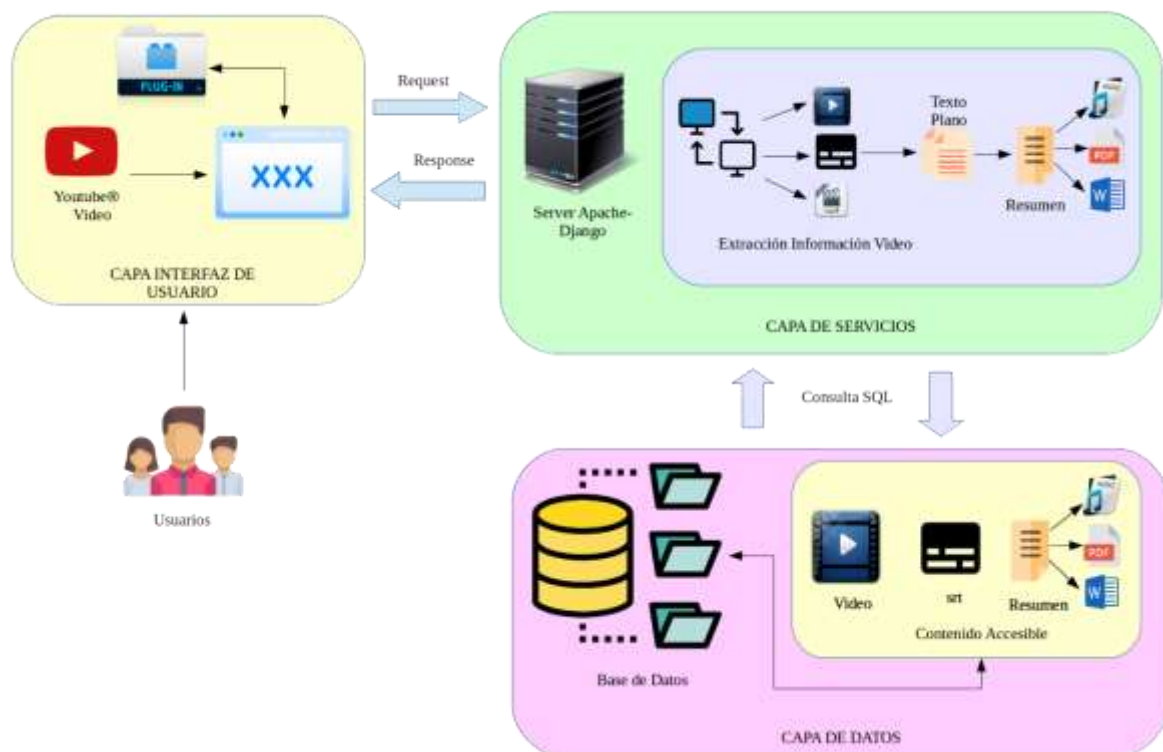 PLUG-IN
Youtube®
Video
XXX
CAPA INTERFAZ DE
USUARIO
Usuarios
Request
Response
Server Apache-
Django
Texto
Plano
Resumen
PDF
W
Extracción Información Video
CAPA DE SERVICIOS
Consulta SQL
Base de Datos
Video
srt
Resumen
PDF
W
Contenido Accesible
CAPA DE DATOS